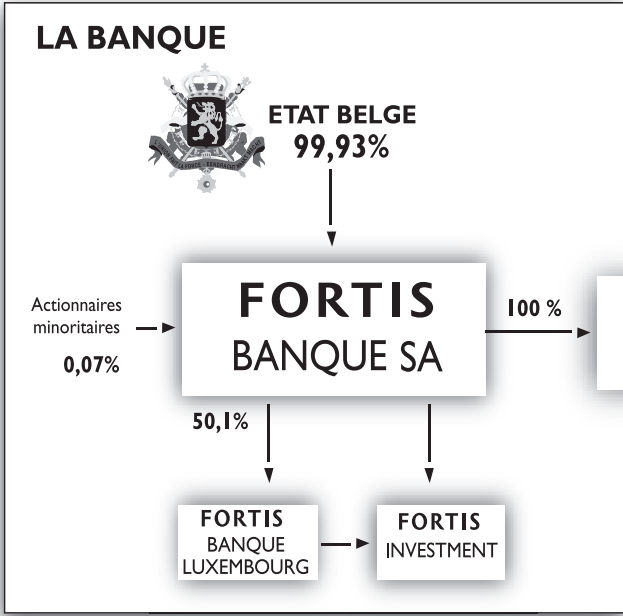 LA BANQUE
ETAT BELGE
99,93%
Actionnaires
minoritaires
0,07%
FORTIS
BANQUE SA
100 %
50,1%
FORTIS
BANQUE
LUXEMBOURG
FORTIS
INVESTMENT